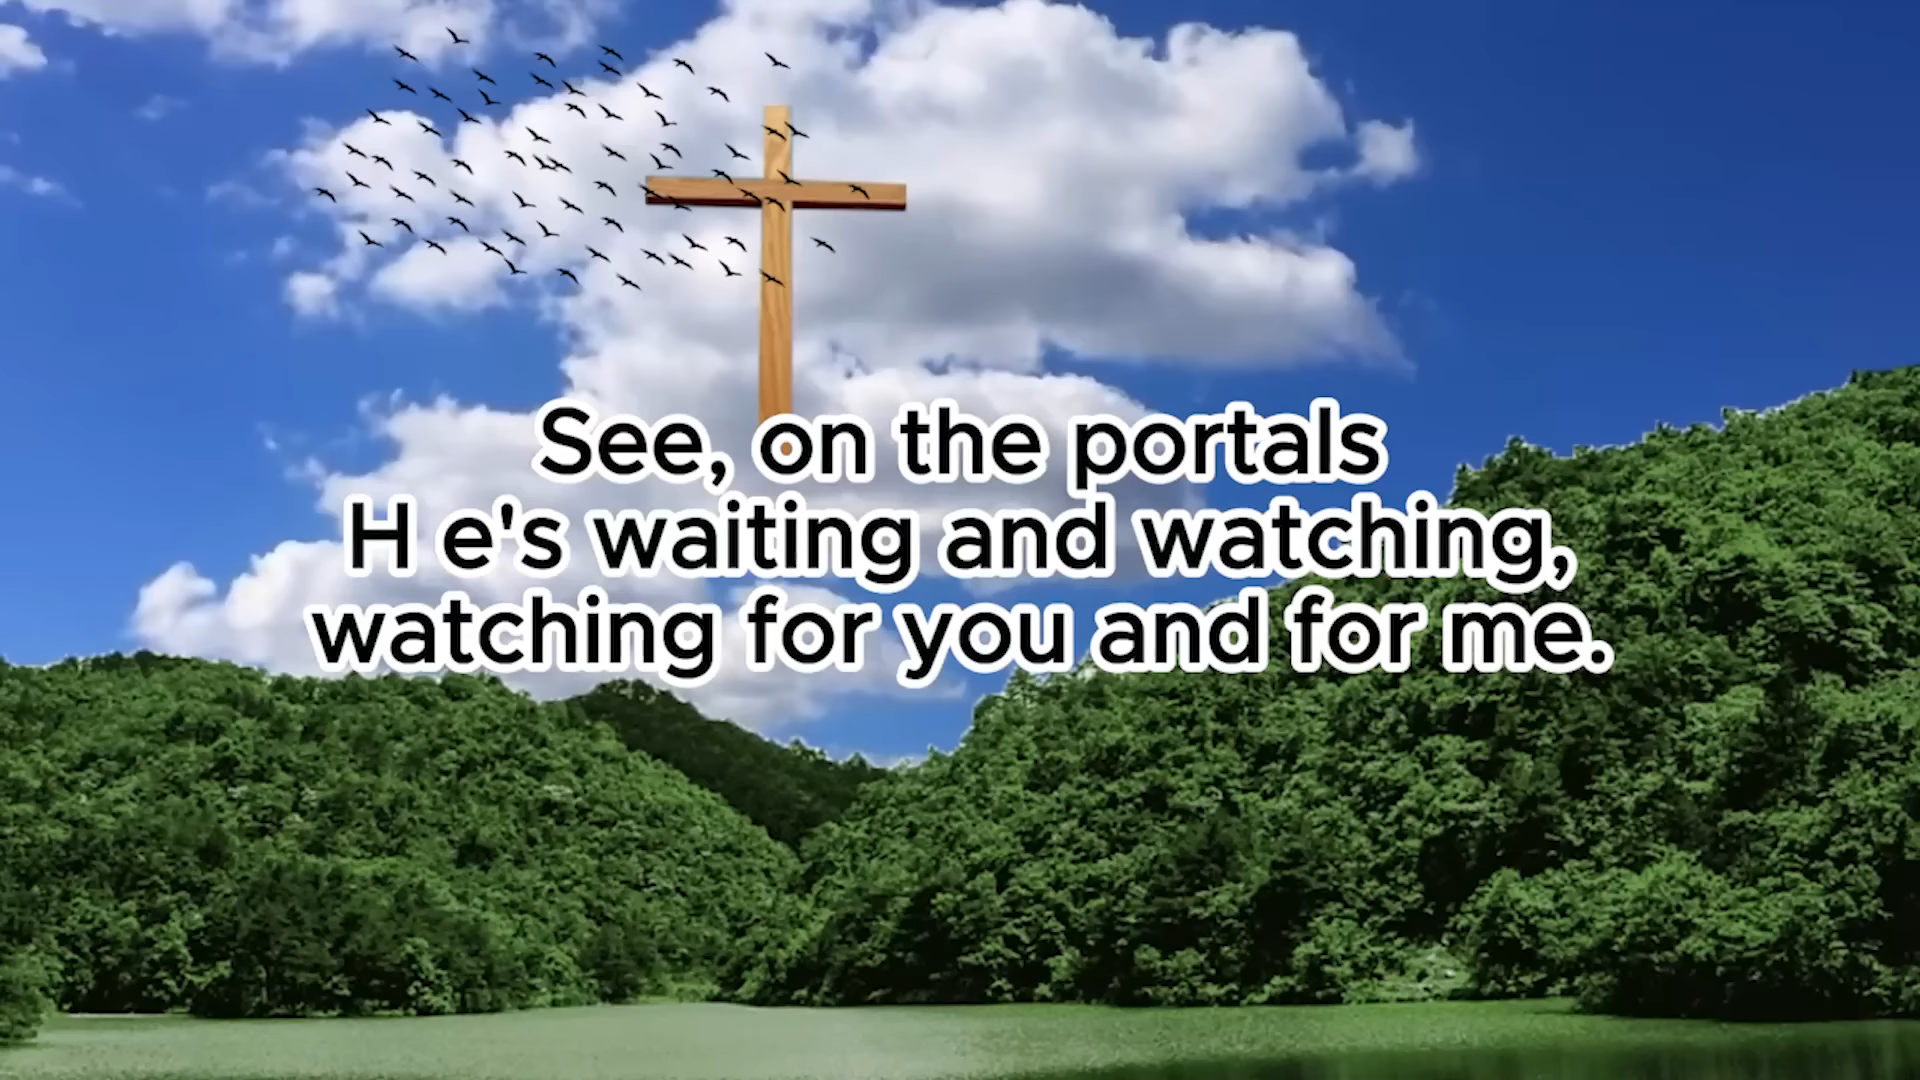 See, on the portals
H e's waiting and watching,
watching for you and for me.